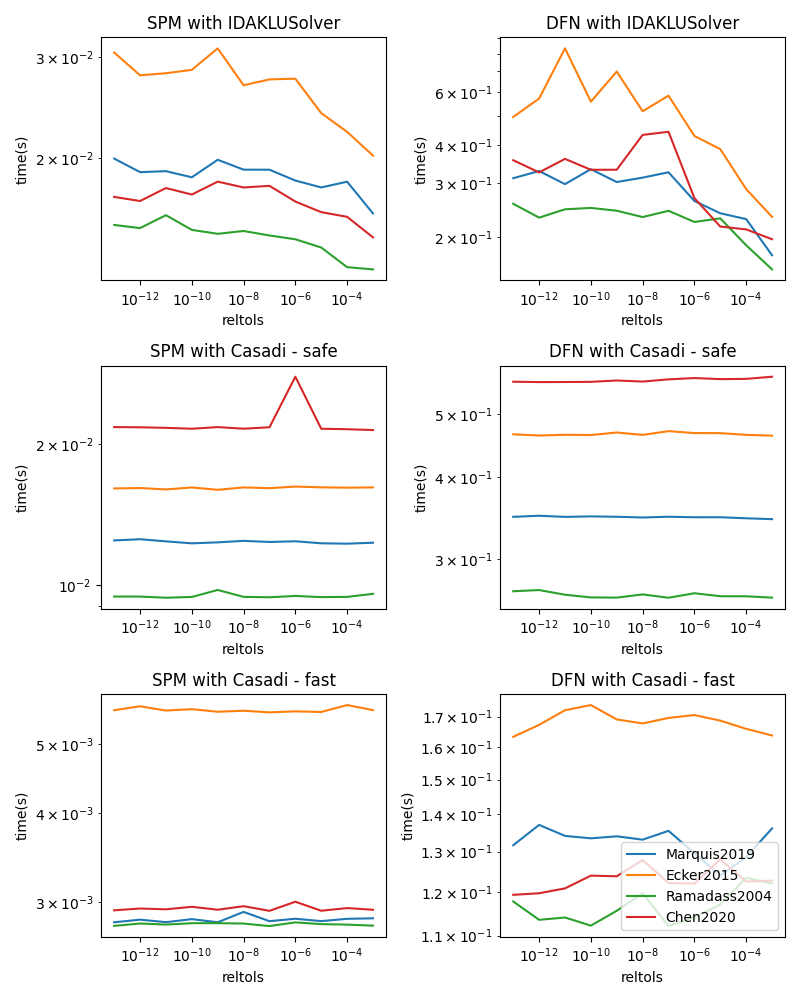 SPM with IDAKLUSolver
time(s)
3 × 10⁻²
2 × 10⁻²
10⁻¹² 10⁻¹⁰ 10⁻⁸ 10⁻⁶ 10⁻⁴
reltols
DFN with IDAKLUSolver
time(s)
6 × 10⁻¹
4 × 10⁻¹
3 × 10⁻¹
2 × 10⁻¹
10⁻¹² 10⁻¹⁰ 10⁻⁸ 10⁻⁶ 10⁻⁴
reltols
SPM with Casadi - safe
time(s)
2 × 10⁻²
10⁻²
10⁻¹² 10⁻¹⁰ 10⁻⁸ 10⁻⁶ 10⁻⁴
reltols
DFN with Casadi - safe
time(s)
5 × 10⁻¹
4 × 10⁻¹
3 × 10⁻¹
10⁻¹² 10⁻¹⁰ 10⁻⁸ 10⁻⁶ 10⁻⁴
reltols
SPM with Casadi - fast
time(s)
5 × 10⁻³
4 × 10⁻³
3 × 10⁻³
10⁻¹² 10⁻¹⁰ 10⁻⁸ 10⁻⁶ 10⁻⁴
reltols
DFN with Casadi - fast
time(s)
1.7 × 10⁻¹
1.6 × 10⁻¹
1.5 × 10⁻¹
1.4 × 10⁻¹
1.3 × 10⁻¹
1.2 × 10⁻¹
1.1 × 10⁻¹
Marquis2019
Ecker2015
Ramadass2004
Chen2020
10⁻¹² 10⁻¹⁰ 10⁻⁸ 10⁻⁶ 10⁻⁴
reltols